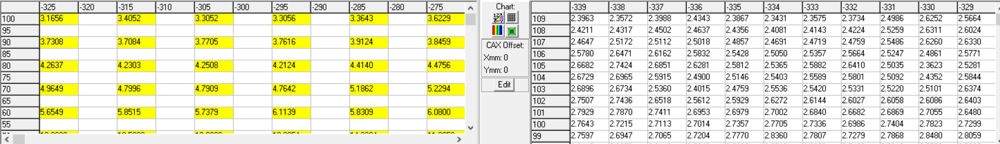 -325 -320 -315 -310 -305 -300 -295 -290 -285 -280 -275
100 3.1656 3.4052 3.3052 3.3056 3.3643 3.6229
95
90 3.7308 3.7084 3.7705 3.7616 3.9124 3.8459
85
80 4.2637 4.2303 4.2508 4.2124 4.4140 4.4756
75
70 4.9649 4.7996 4.7909 4.7642 5.1862 5.2294
65
60 5.6549 5.8515 5.7379 6.1139 5.8309 6.0800
55
Chart:
CAX Offset:
Xmm: 0
Ymm: 0
Edit
-339 -338 -337 -336 -335 -334 -333 -332 -331 -330 -329
109 2.3963 2.3572 2.3988 2.4343 2.3867 2.3431 2.3575 2.3734 2.4986 2.6252 2.5664
108 2.4211 2.4317 2.4502 2.4637 2.4356 2.4081 2.4143 2.4224 2.5259 2.6311 2.6024
107 2.4647 2.5172 2.5112 2.5018 2.4857 2.4691 2.4719 2.4759 2.5486 2.6260 2.6330
106 2.5780 2.6471 2.6162 2.5832 2.5428 2.5050 2.5357 2.5664 2.5247 2.4861 2.5771
105 2.6682 2.7424 2.6851 2.6281 2.5812 2.5365 2.5882 2.6410 2.5035 2.3623 2.5281
104 2.6729 2.6965 2.5915 2.4900 2.5146 2.5403 2.5589 2.5801 2.5092 2.4352 2.5844
103 2.6896 2.6734 2.5360 2.4015 2.4759 2.5536 2.5420 2.5331 2.5220 2.5101 2.6374
102 2.7507 2.7436 2.6518 2.5612 2.5929 2.6272 2.6144 2.6027 2.6058 2.6086 2.6403
101 2.7929 2.7870 2.7411 2.6953 2.6979 2.7002 2.6840 2.6682 2.6869 2.7055 2.6480
100 2.7643 2.7215 2.7113 2.7014 2.7357 2.7705 2.7336 2.6986 2.7404 2.7823 2.7299
99 2.7597 2.6947 2.7065 2.7204 2.7770 2.8360 2.7807 2.7279 2.7868 2.8480 2.8059